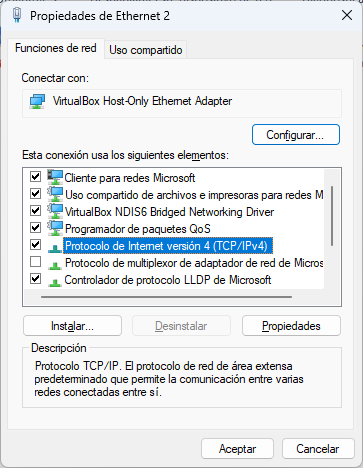 Propiedades de Ethernet 2
Funciones de red
Uso compartido
Conectar con:
VirtualBox Host-Only Ethernet Adapter
Configurar...
Esta conexión usa los siguientes elementos:
Cliente para redes Microsoft
Uso compartido de archivos e impresoras para redes M
VirtualBox NDIS6 Bridged Networking Driver
Programador de paquetes QoS
Protocolo de Internet versión 4 (TCP/IPv4)
Protocolo de multiplexor de adaptador de red de Micros
Controlador de protocolo LLDP de Microsoft
Instalar...
Desinstalar
Propiedades
Descripción
Protocolo TCP/IP. El protocolo de red de área extensa
predeterminado que permite la comunicación entre varias
redes conectadas entre sí.
Aceptar
Cancelar